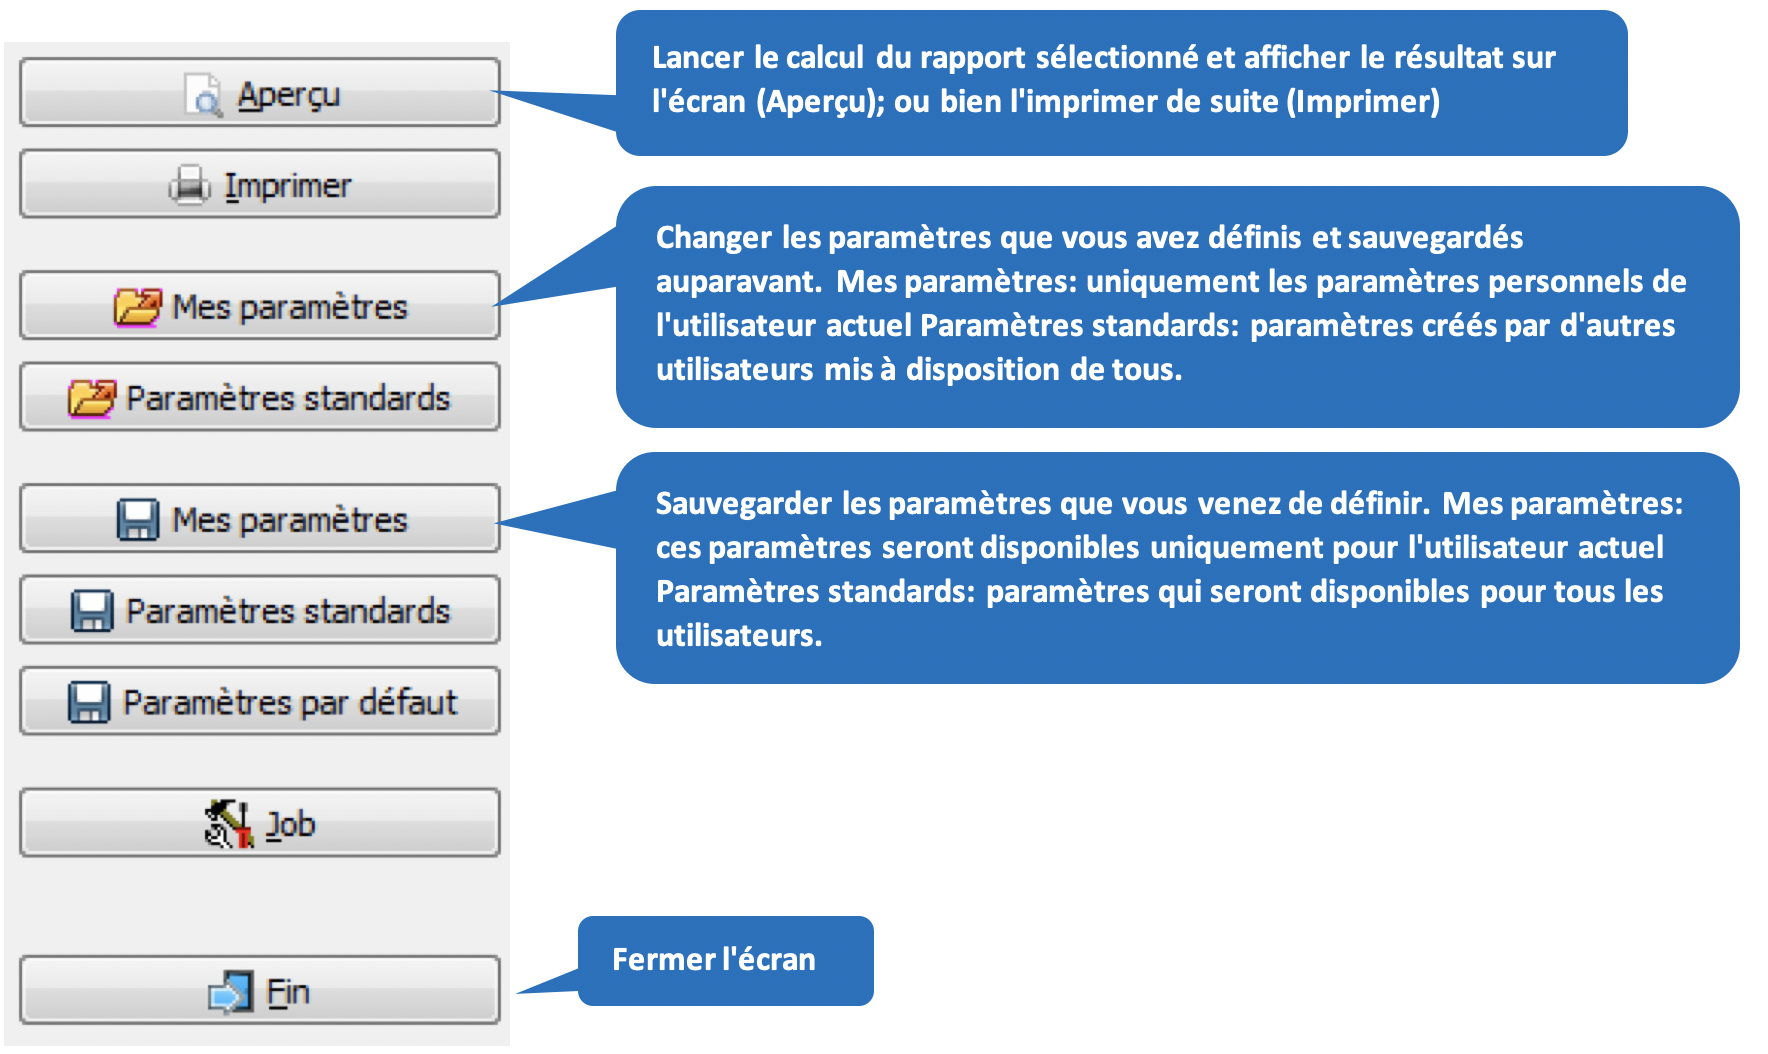 Aperçu
Lancer le calcul du rapport sélectionné et afficher le résultat sur
l'écran (Aperçu); ou bien l'imprimer de suite (Imprimer)
Imprimer
Mes paramètres
Changer les paramètres que vous avez définis et sauvegardés
auparavant. Mes paramètres: uniquement les paramètres personnels de
l'utilisateur actuel Paramètres standards: paramètres créés par d'autres
utilisateurs mis à disposition de tous.
Paramètres standards
Mes paramètres
Sauvegarder les paramètres que vous venez de définir. Mes paramètres:
ces paramètres seront disponibles uniquement pour l'utilisateur actuel
Paramètres standards: paramètres qui seront disponibles pour tous les
utilisateurs.
Paramètres standards
Paramètres par défaut
Job
Fin
Fermer l'écran